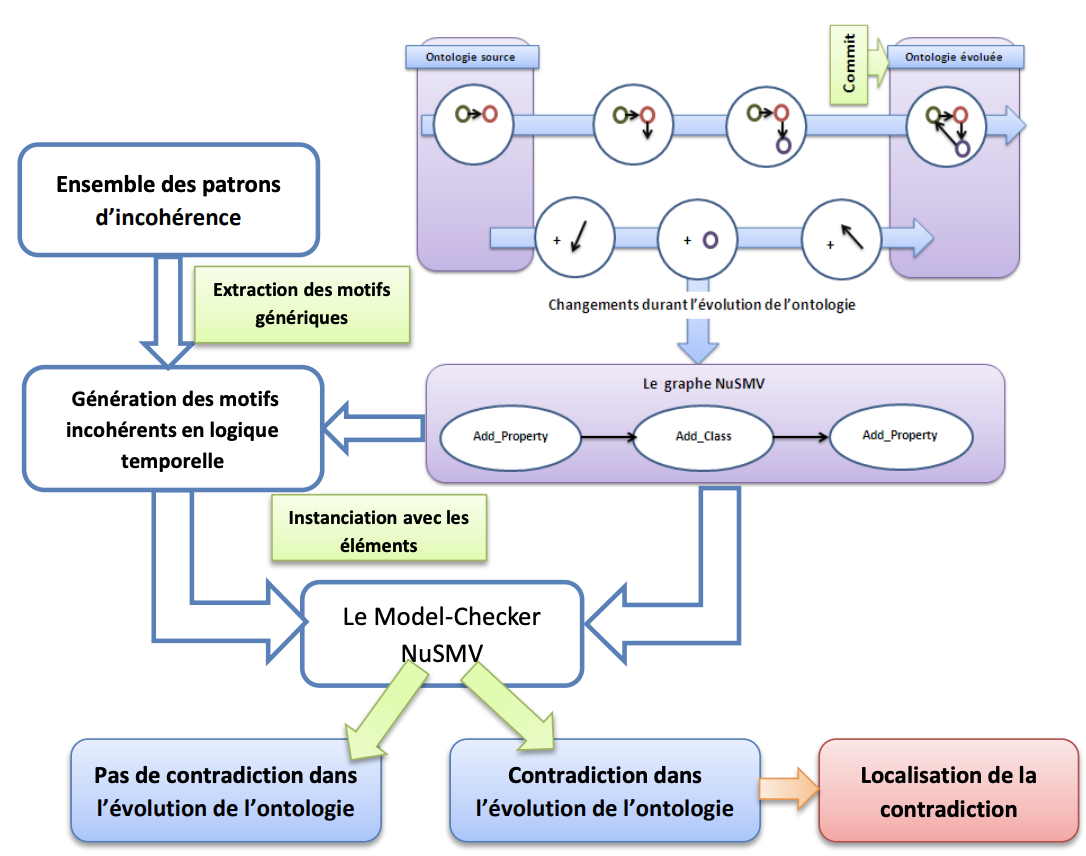 Commit
Ontologie source
Ontologie évoluée
Ensemble des patrons
d’incohérence
+
+
+
Extraction des motifs
génériques
Changements durant l’évolution de l’ontologie
Génération des motifs
incohérents en logique
temporelle
Le graphe NuSMV
Add_Property
Add_Class
Add_Property
Instanciation avec les
éléments
Le Model-Checker
NuSMV
Pas de contradiction dans
l’évolution de l’ontologie
Contradiction dans
l’évolution de l’ontologie
Localisation de la
contradiction